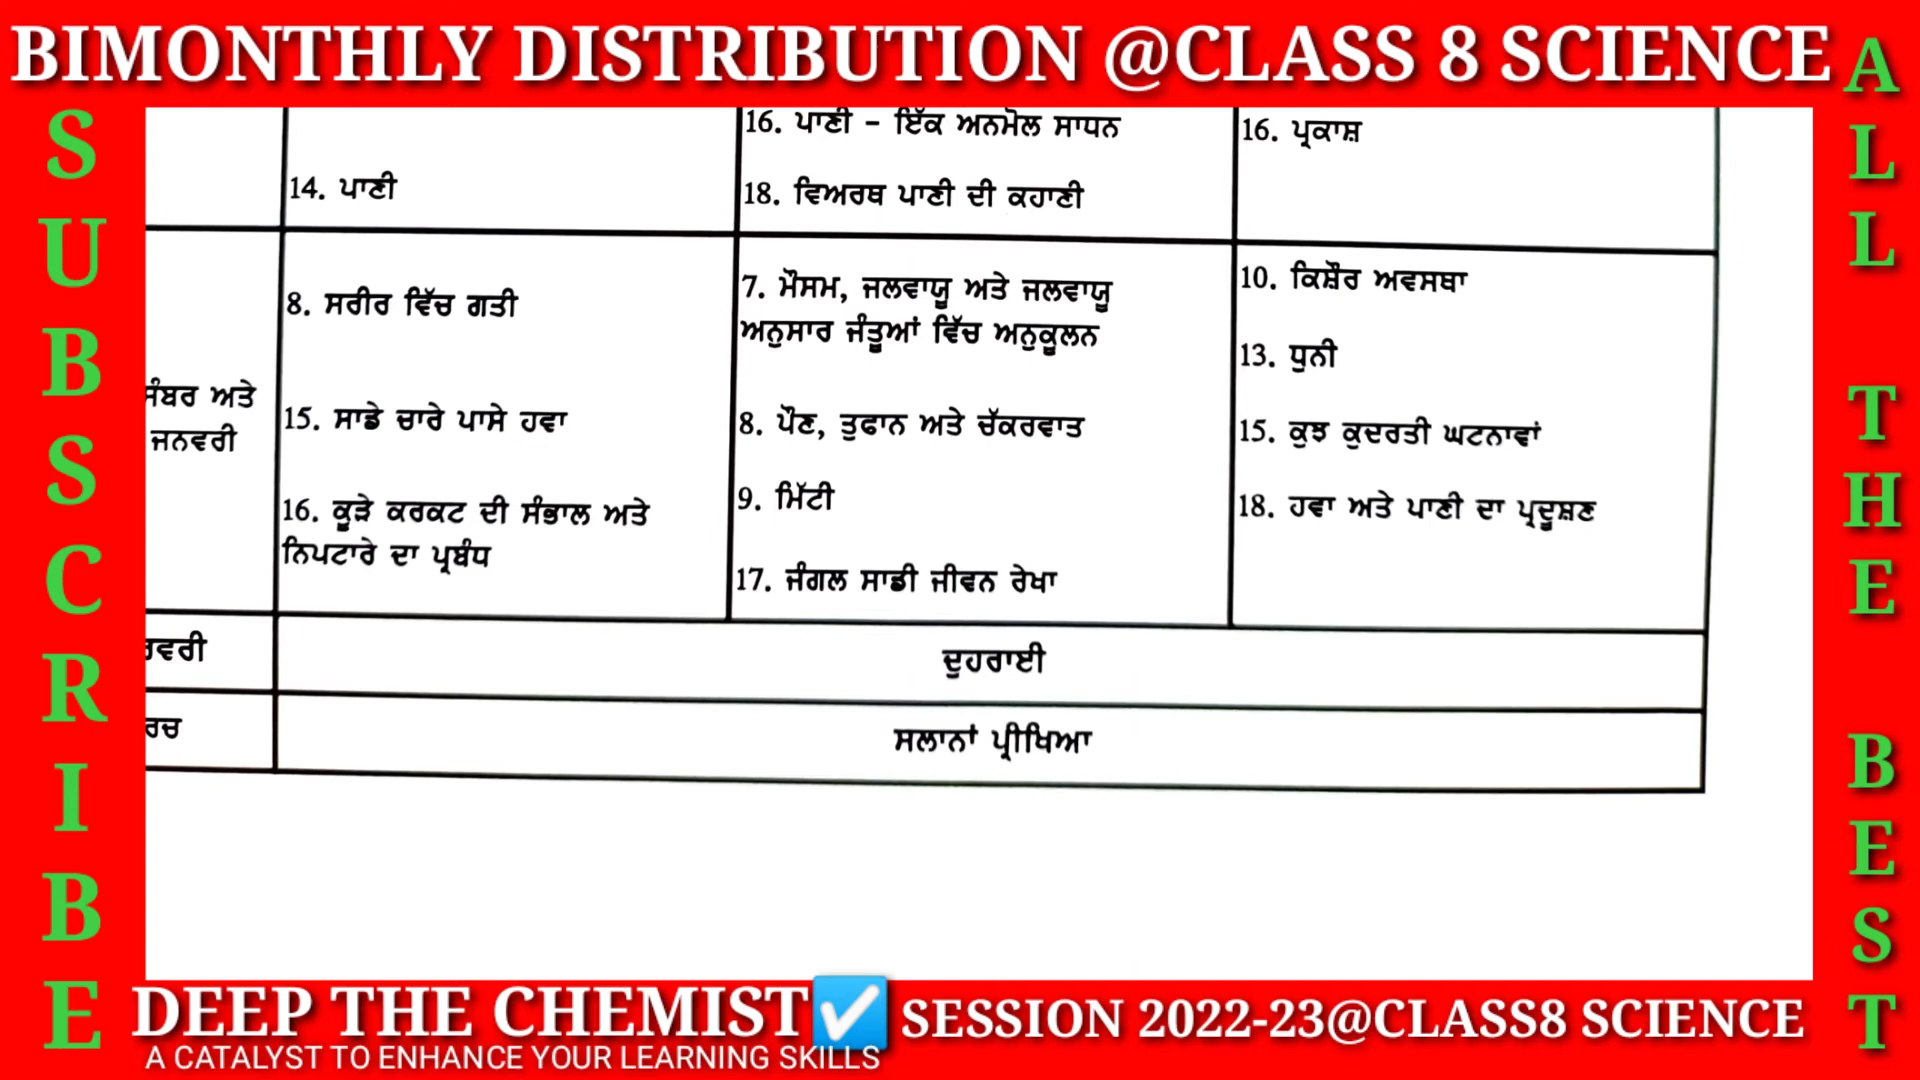 BIMONTHLY DISTRIBUTION @CLASS 8 SCIENCE
SUBSCRIBE
16. ਪਾਣੀ – ਇੱਕ ਅਨਮੋਲ ਸਾਧਨ
16. ਪ੍ਰਕਾਸ਼
14. ਪਾਣੀ
18. ਵਿਅਰਥ ਪਾਣੀ ਦੀ ਕਹਾਣੀ
ਅਤੇ
ਜਨਵਰੀ
8. ਸਰੀਰ ਵਿੱਚ ਗਤੀ
15. ਸਾਡੇ ਚਾਰੇ ਪਾਸੇ ਹਵਾ
16. ਕੂੜੇ ਕਰਕਟ ਦੀ ਸੰਭਾਲ ਅਤੇ
ਨਿਪਟਾਰੇ ਦਾ ਪ੍ਰਬੰਧ
7. ਮੌਸਮ, ਜਲਵਾਯੂ ਅਤੇ ਜਲਵਾਯੂ
ਅਨੁਸਾਰ ਜੰਤੂਆਂ ਵਿੱਚ ਅਨੁਕੂਲਨ
8. ਪੌਣ, ਤੁਫਾਨ ਅਤੇ ਚੱਕਰਵਾਤ
9. ਮਿੱਟੀ
17. ਜੰਗਲ ਸਾਡੀ ਜੀਵਨ ਰੇਖਾ
10. ਕਿਸ਼ੌਰ ਅਵਸਥਾ
13. ਧੁਨੀ
15. ਕੁਝ ਕੁਦਰਤੀ ਘਟਨਾਵਾਂ
18. ਹਵਾ ਅਤੇ ਪਾਣੀ ਦਾ ਪ੍ਰਦੂਸ਼ਣ
ਦੁਹਰਾਈ
ਸਲਾਨਾਂ ਪ੍ਰੀਖਿਆ
ALL THE BEST
DEEP THE CHEMIST SESSION 2022-23@CLASS8 SCIENCE
A CATALYST TO ENHANCE YOUR LEARNING SKILLS